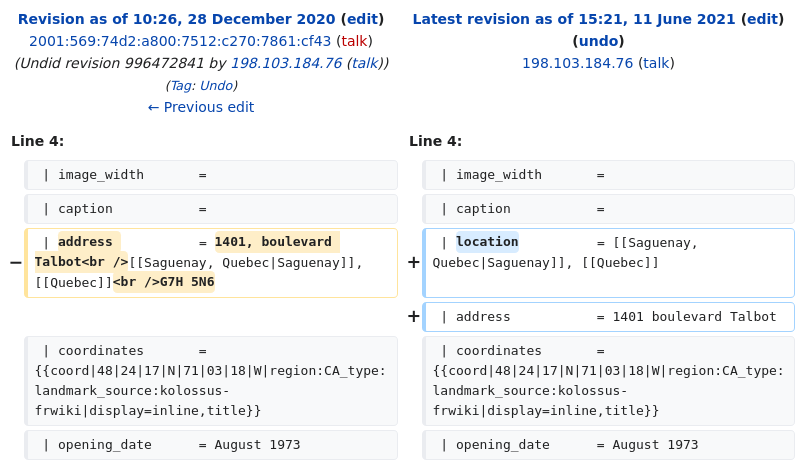 Revision as of 10:26, 28 December 2020 (edit)
2001:569:74d2:a800:7512:c270:7861:cf43 (talk)
(Undid revision 996472841 by 198.103.184.76 (talk))
(Tag: Undo)
← Previous edit
Latest revision as of 15:21, 11 June 2021 (edit)
(undo)
198.103.184.76 (talk)
Line 4:
Line 4:
| image_width       =
| image_width       =
| caption           =
| caption           =
− | address           = 1401, boulevard
Talbot<br />[[Saguenay, Quebec|Saguenay]],
[[Quebec]]<br />G7H 5N6
+ | location          = [[Saguenay,
Quebec|Saguenay]], [[Quebec]]
+ | address           = 1401 boulevard Talbot
| coordinates       =
{{coord|48|24|17|N|71|03|18|W|region:CA_type:
landmark_source:kolossus-
frwiki|display=inline,title}}
| coordinates       =
{{coord|48|24|17|N|71|03|18|W|region:CA_type:
landmark_source:kolossus-
frwiki|display=inline,title}}
| opening_date      = August 1973
| opening_date      = August 1973